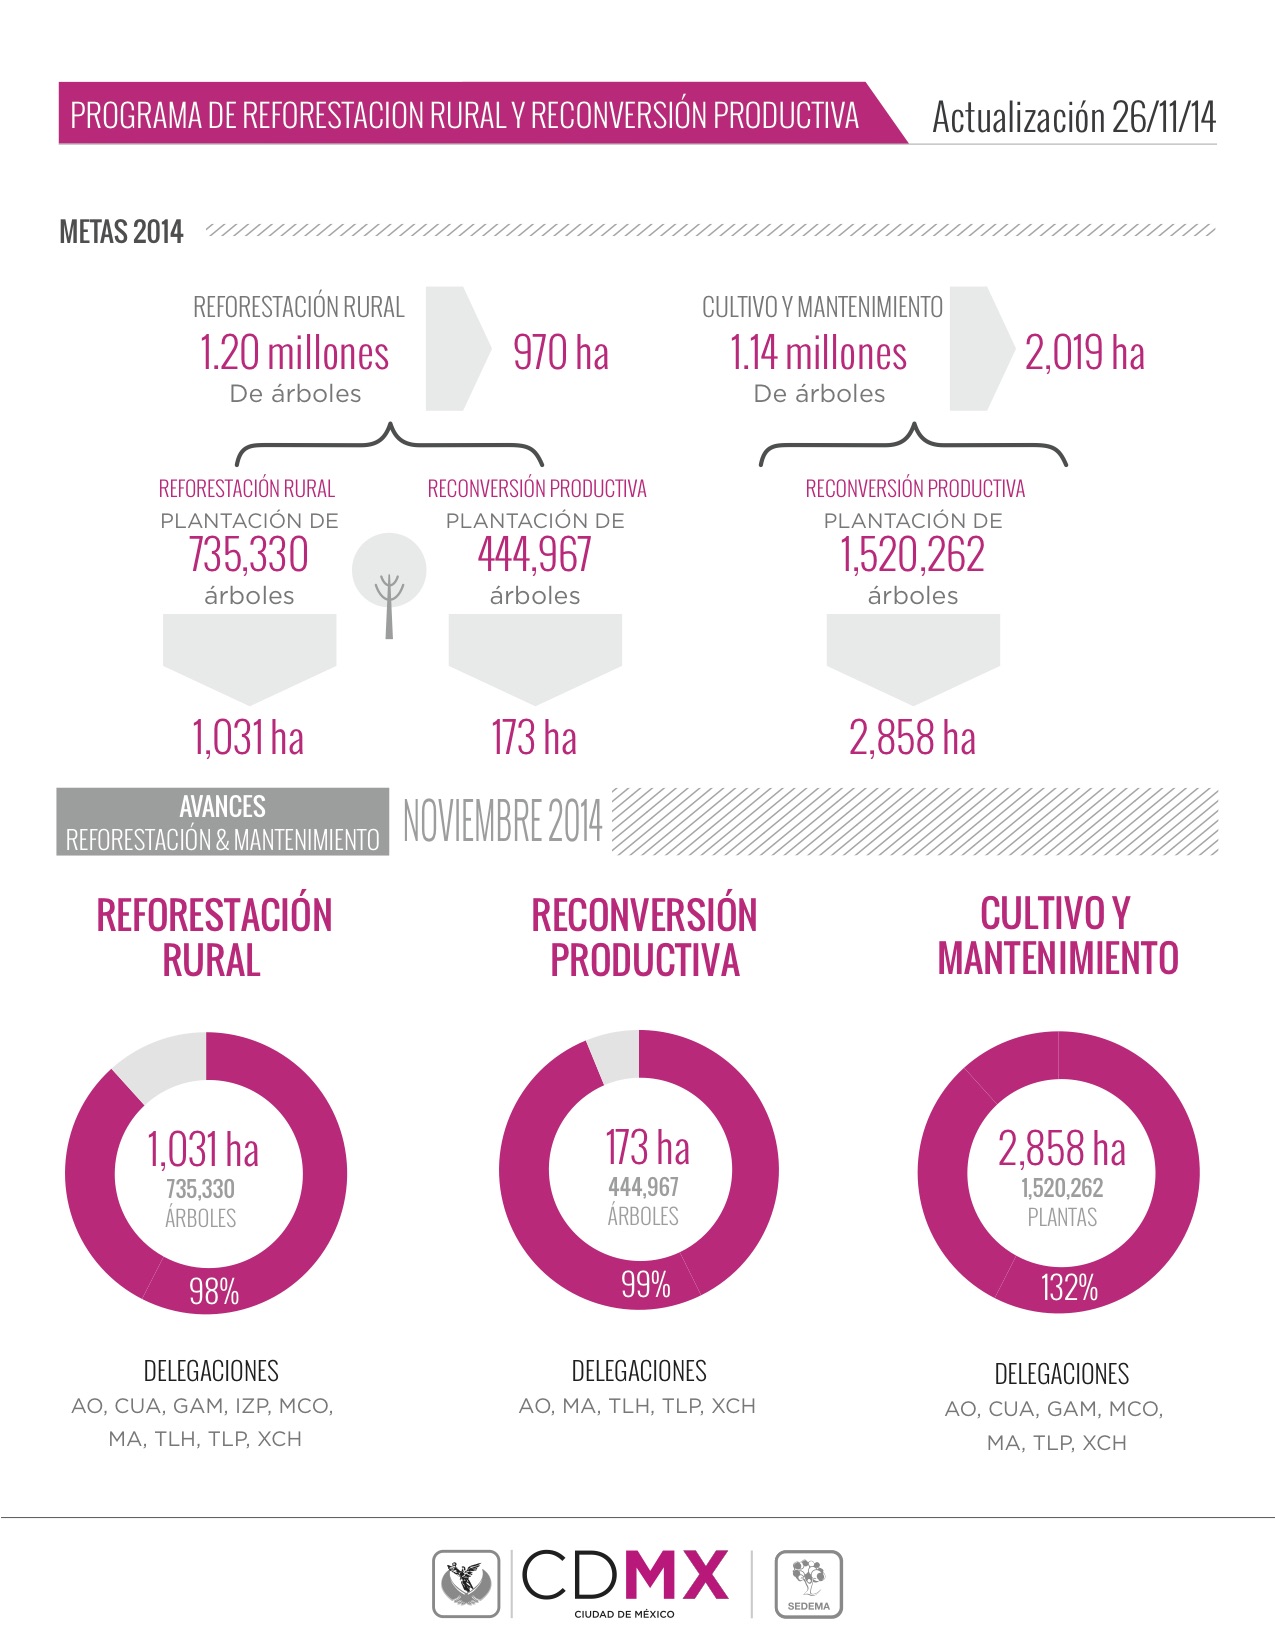 PROGRAMA DE REFORESTACION RURAL Y RECONVERSIÓN PRODUCTIVA
Actualización 26/11/14
METAS 2014
REFORESTACIÓN RURAL
1.20 millones
De árboles
970 ha
CULTIVO Y MANTENIMIENTO
1.14 millones
De árboles
2,019 ha
REFORESTACIÓN RURAL
PLANTACIÓN DE
735,330
árboles
1,031 ha
RECONVERSIÓN PRODUCTIVA
PLANTACIÓN DE
444,967
árboles
173 ha
RECONVERSIÓN PRODUCTIVA
PLANTACIÓN DE
1,520,262
árboles
2,858 ha
AVANCES
REFORESTACIÓN & MANTENIMIENTO
NOVIEMBRE 2014
REFORESTACIÓN
RURAL
1,031 ha
735,330
ÁRBOLES
98%
DELEGACIONES
AO, CUA, GAM, IZP, MCO,
MA, TLH, TLP, XCH
RECONVERSIÓN
PRODUCTIVA
173 ha
444,967
ÁRBOLES
99%
DELEGACIONES
AO, MA, TLH, TLP, XCH
CULTIVO Y
MANTENIMIENTO
2,858 ha
1,520,262
PLANTAS
132%
DELEGACIONES
AO, CUA, GAM, MCO,
MA, TLP, XCH
CDMX
CIUDAD DE MÉXICO
SEDEMA